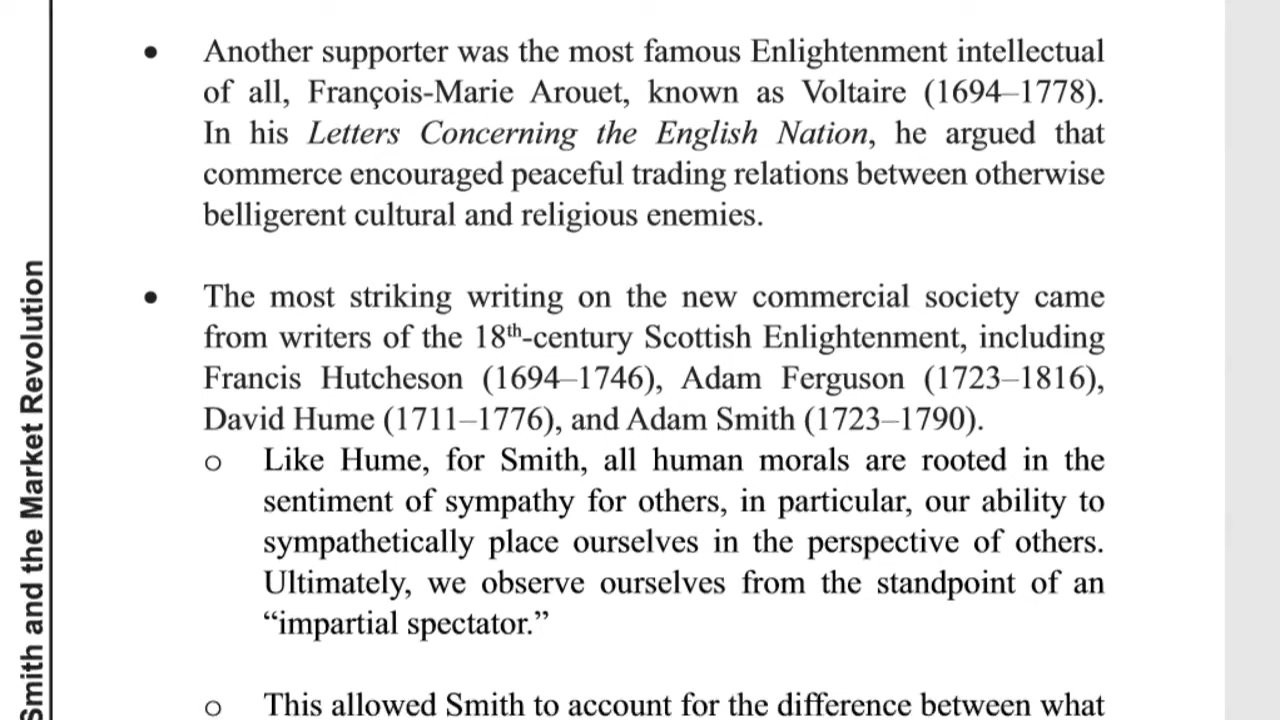 • Another supporter was the most famous Enlightenment intellectual
of all, François-Marie Arouet, known as Voltaire (1694–1778).
In his Letters Concerning the English Nation, he argued that
commerce encouraged peaceful trading relations between otherwise
belligerent cultural and religious enemies.
• The most striking writing on the new commercial society came
from writers of the 18th-century Scottish Enlightenment, including
Francis Hutcheson (1694–1746), Adam Ferguson (1723–1816),
David Hume (1711–1776), and Adam Smith (1723–1790).
o Like Hume, for Smith, all human morals are rooted in the
sentiment of sympathy for others, in particular, our ability to
sympathetically place ourselves in the perspective of others.
Ultimately, we observe ourselves from the standpoint of an
“impartial spectator.”
o This allowed Smith to account for the difference between what
Smith and the Market Revolution